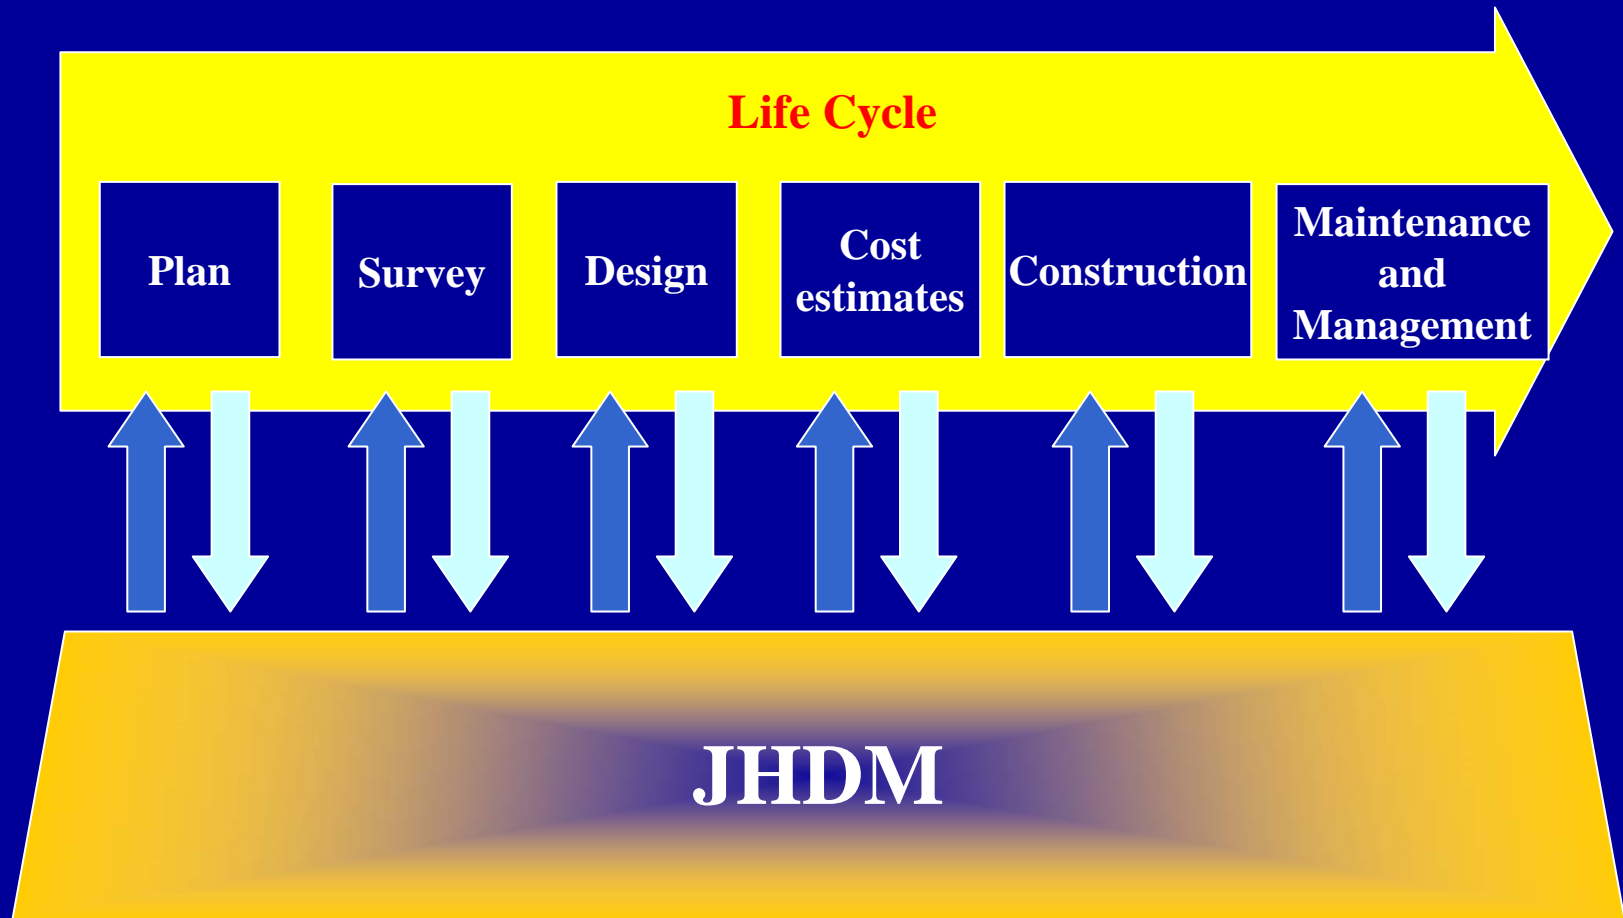 Life Cycle
Plan
Survey
Design
Cost
estimates
Construction
Maintenance
and
Management
JHDM